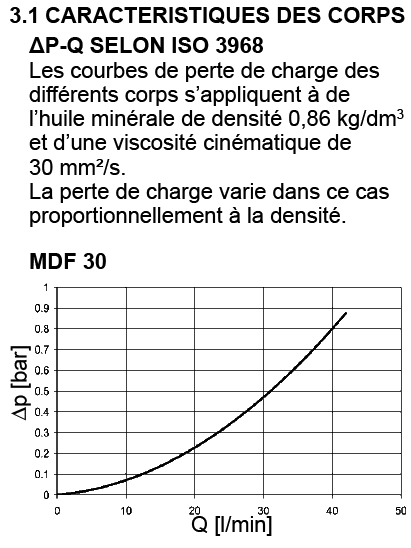 3.1 CARACTERISTIQUES DES CORPS
ΔP-Q SELON ISO 3968
Les courbes de perte de charge des
différents corps s’appliquent à de
l’huile minérale de densité 0,86 kg/dm³
et d’une viscosité cinématique de
30 mm²/s.
La perte de charge varie dans ce cas
proportionnellement à la densité.
MDF 30
Δp [bar]
1
0.9
0.8
0.7
0.6
0.5
0.4
0.3
0.2
0.1
0
0 10 20 30 40 50
Q [l/min]